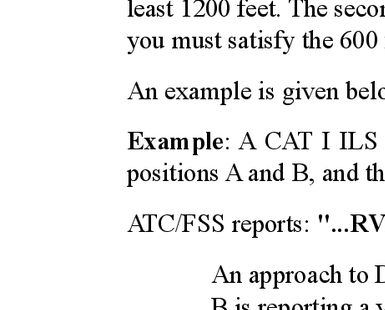 least 1200 feet. The secon
you must satisfy the 600
An example is given belo
Example: A CAT I ILS
positions A and B, and th
ATC/FSS reports: "...RV
An approach to D
B is reporting a v